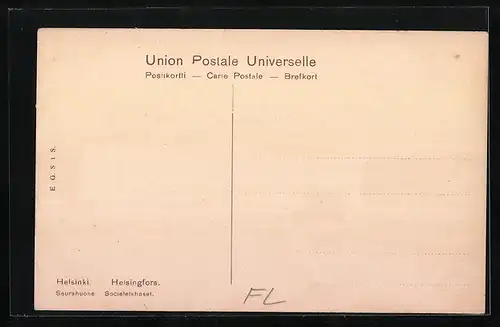 Union Postale Universelle
Postikortti — Carte Postale — Brefkort
E. G. S. i. S.
Helsinki. Helsingfors.
Seurahuone Societetshuset.
FL